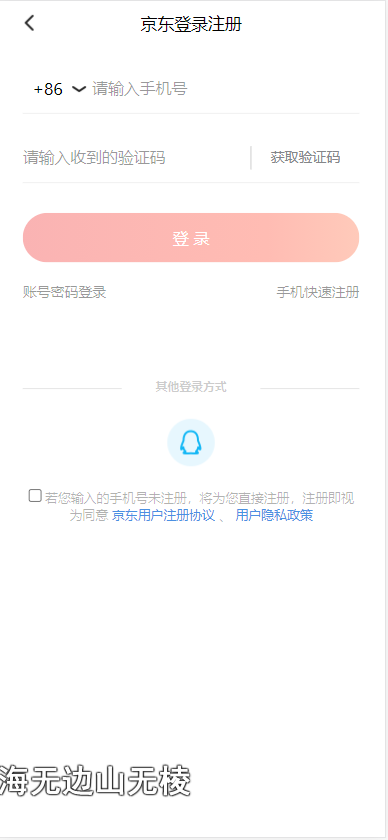 京东登录注册
+86 请输入手机号
请输入收到的验证码 获取验证码
登录
账号密码登录 手机快速注册
其他登录方式
若您输入的手机号未注册，将为您直接注册，注册即视
为同意 京东用户注册协议 、 用户隐私政策
海无边山无棱